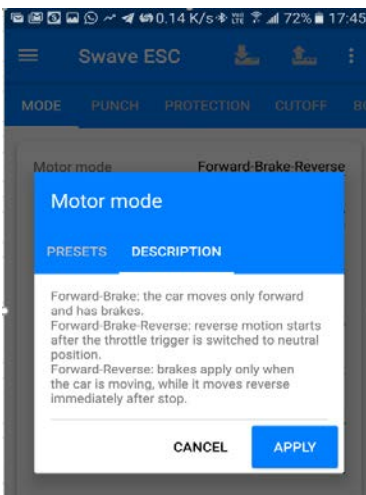 0.14 K/s 72% 17:45
Swave ESC
MODE PUNCH PROTECTION CUTOFF
Motor mode Forward-Brake-Reverse
Motor mode
PRESETS DESCRIPTION
Forward-Brake: the car moves only forward
and has brakes.
Forward-Brake-Reverse: reverse motion starts
after the throttle trigger is switched to neutral
position.
Forward-Reverse: brakes apply only when
the car is moving, while it moves reverse
immediately after stop.
CANCEL APPLY